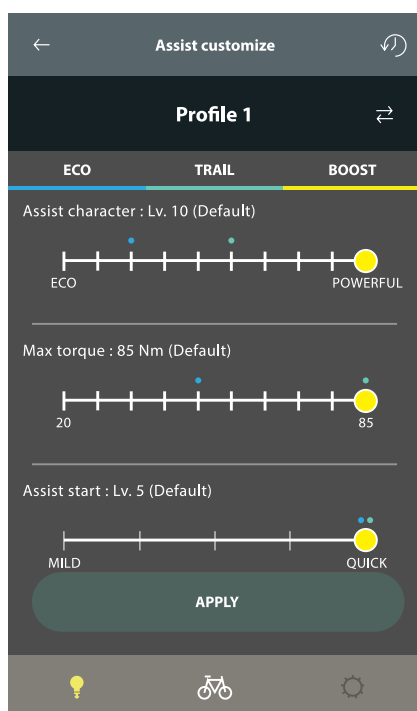 Assist customize
Profile 1
ECO TRAIL BOOST
Assist character : Lv. 10 (Default)
ECO POWERFUL
Max torque : 85 Nm (Default)
20 85
Assist start : Lv. 5 (Default)
MILD QUICK
APPLY